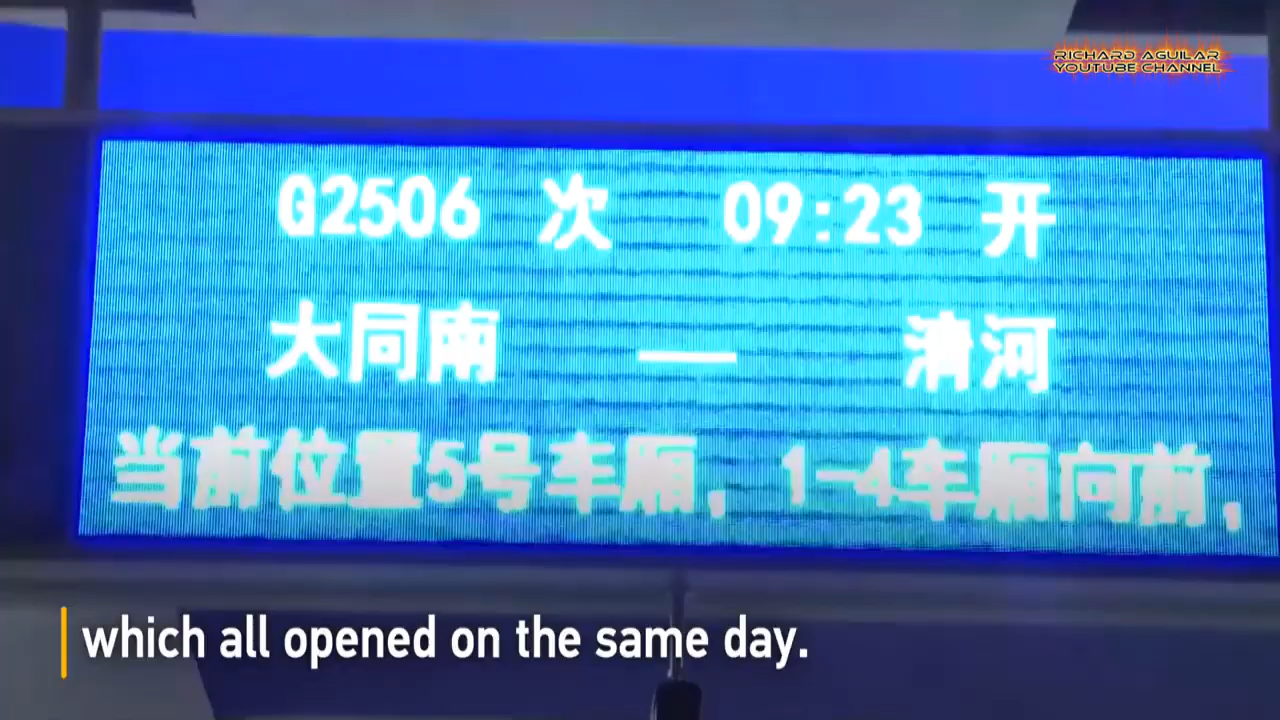 RICHARD AGUILAR
YOUTUBE CHANNEL
G2506 次 09:23 开
大同南 — 清河
当前位置5号车厢，1-4车厢向前，
which all opened on the same day.